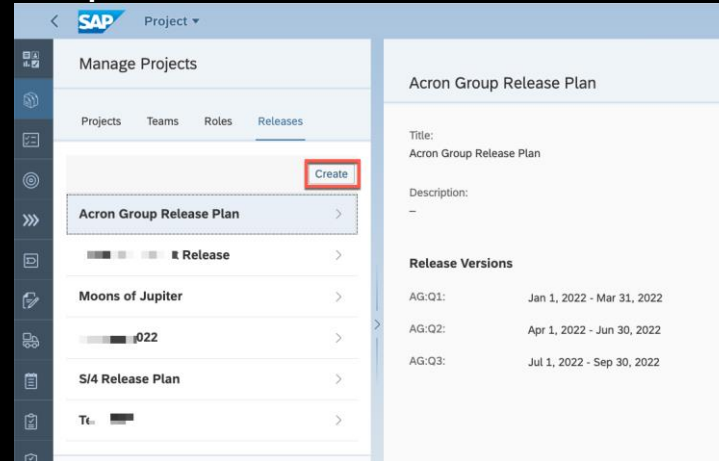 SAP Project
Manage Projects
Projects Teams Roles Releases
Create
Acron Group Release Plan
Release
Moons of Jupiter
022
S/4 Release Plan
Acron Group Release Plan
Title:
Acron Group Release Plan
Description:
–
Release Versions
AG:Q1: Jan 1, 2022 - Mar 31, 2022
AG:Q2: Apr 1, 2022 - Jun 30, 2022
AG:Q3: Jul 1, 2022 - Sep 30, 2022